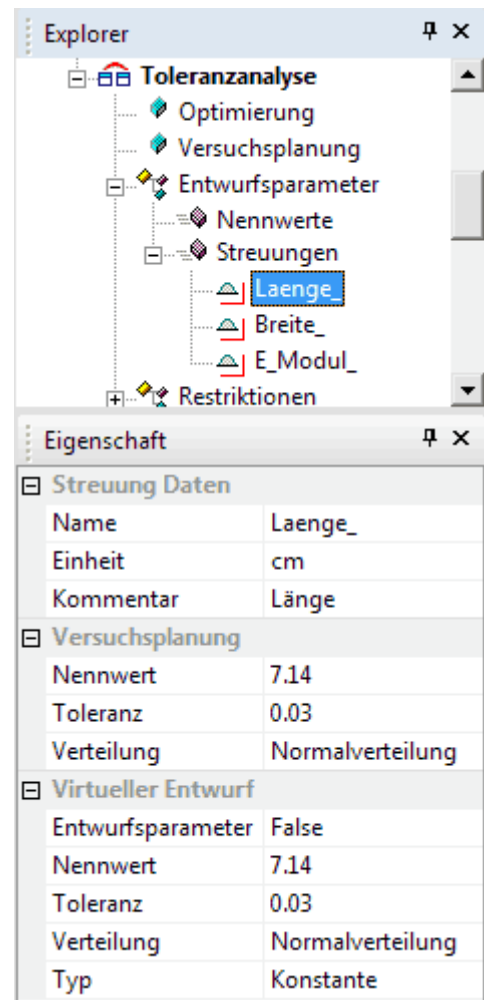 Explorer
Toleranzanalyse
Optimierung
Versuchsplanung
Entwurfsparameter
Nennwerte
Streuungen
Laenge_
Breite_
E_Modul_
Restriktionen
Eigenschaft
Streuung Daten
Name Laenge_
Einheit cm
Kommentar Länge
Versuchsplanung
Nennwert 7.14
Toleranz 0.03
Verteilung Normalverteilung
Virtueller Entwurf
Entwurfsparameter False
Nennwert 7.14
Toleranz 0.03
Verteilung Normalverteilung
Typ Konstante